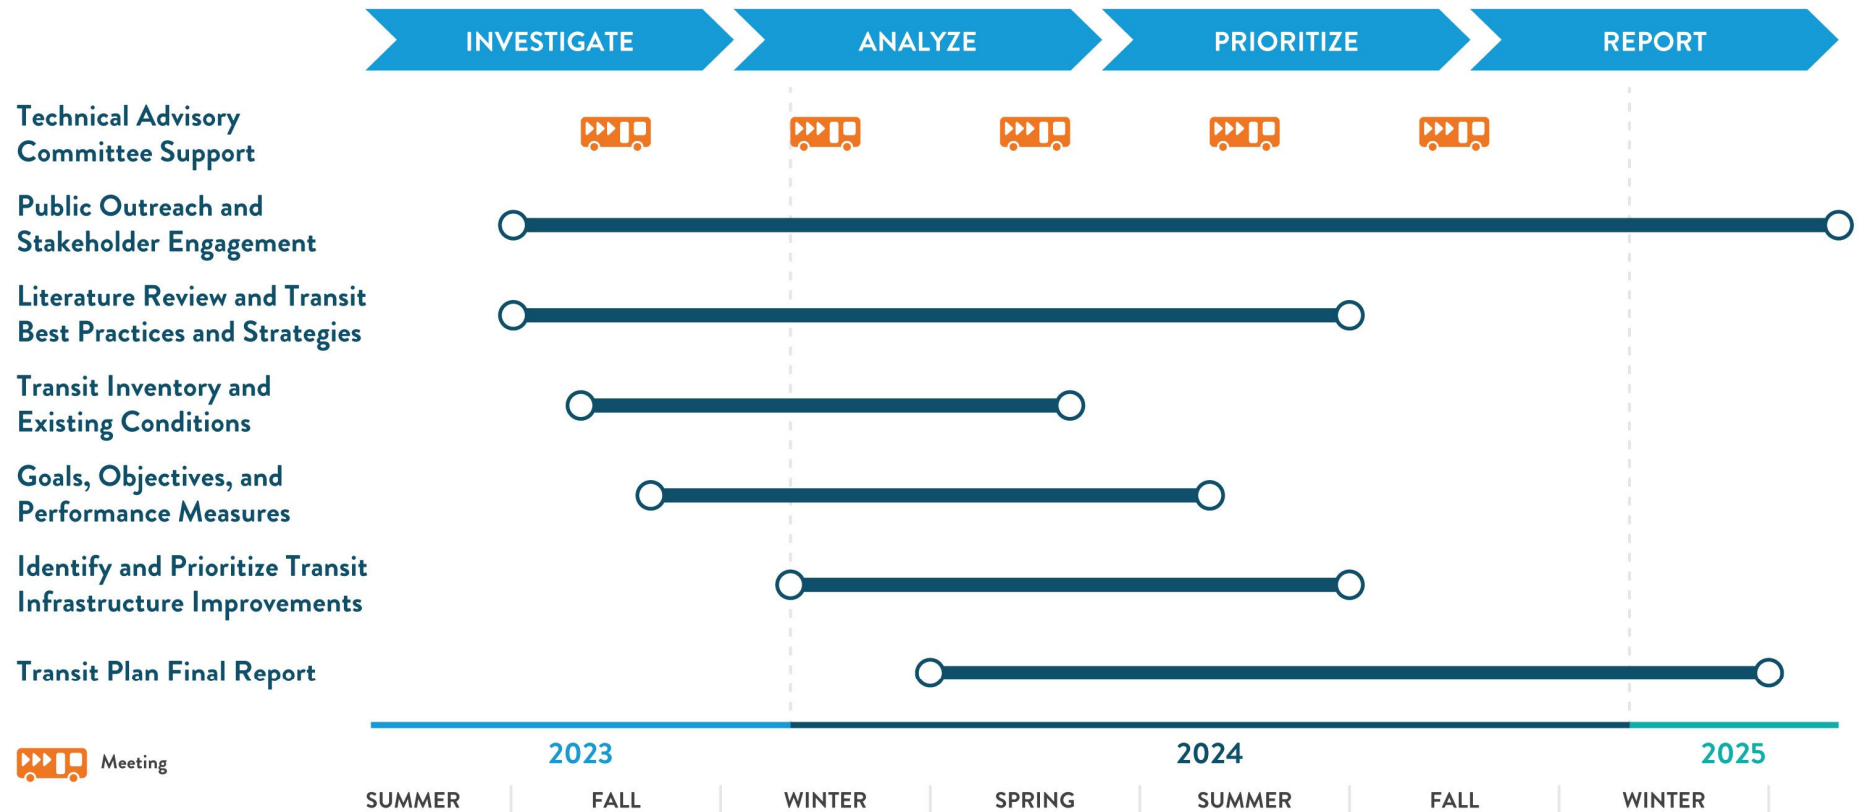 INVESTIGATE ANALYZE PRIORITIZE REPORT
Technical Advisory
Committee Support
Public Outreach and
Stakeholder Engagement
Literature Review and Transit
Best Practices and Strategies
Transit Inventory and
Existing Conditions
Goals, Objectives, and
Performance Measures
Identify and Prioritize Transit
Infrastructure Improvements
Transit Plan Final Report
2023 2024 2025
Meeting
SUMMER FALL WINTER SPRING SUMMER FALL WINTER